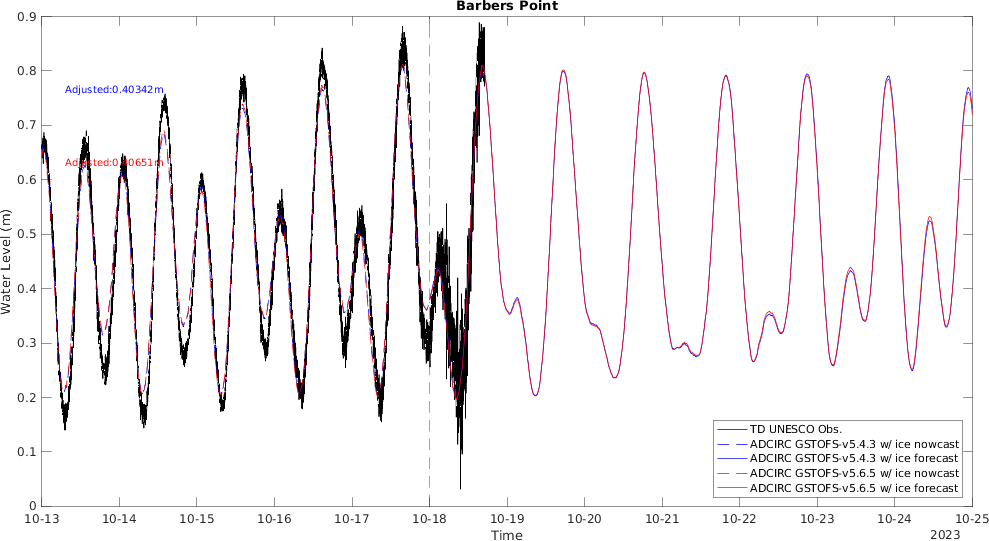 Barbers Point
0.9
0.8
0.7
0.6
0.5
0.4
0.3
0.2
0.1
0
Water Level (m)
Adjusted:0.40342m
Adjusted:0.40651m
TD UNESCO Obs.
ADCIRC GSTOFS-v5.4.3 w/ ice nowcast
ADCIRC GSTOFS-v5.4.3 w/ ice forecast
ADCIRC GSTOFS-v5.6.5 w/ ice nowcast
ADCIRC GSTOFS-v5.6.5 w/ ice forecast
10-13 10-14 10-15 10-16 10-17 10-18 10-19 10-20 10-21 10-22 10-23 10-24 10-25
Time
2023